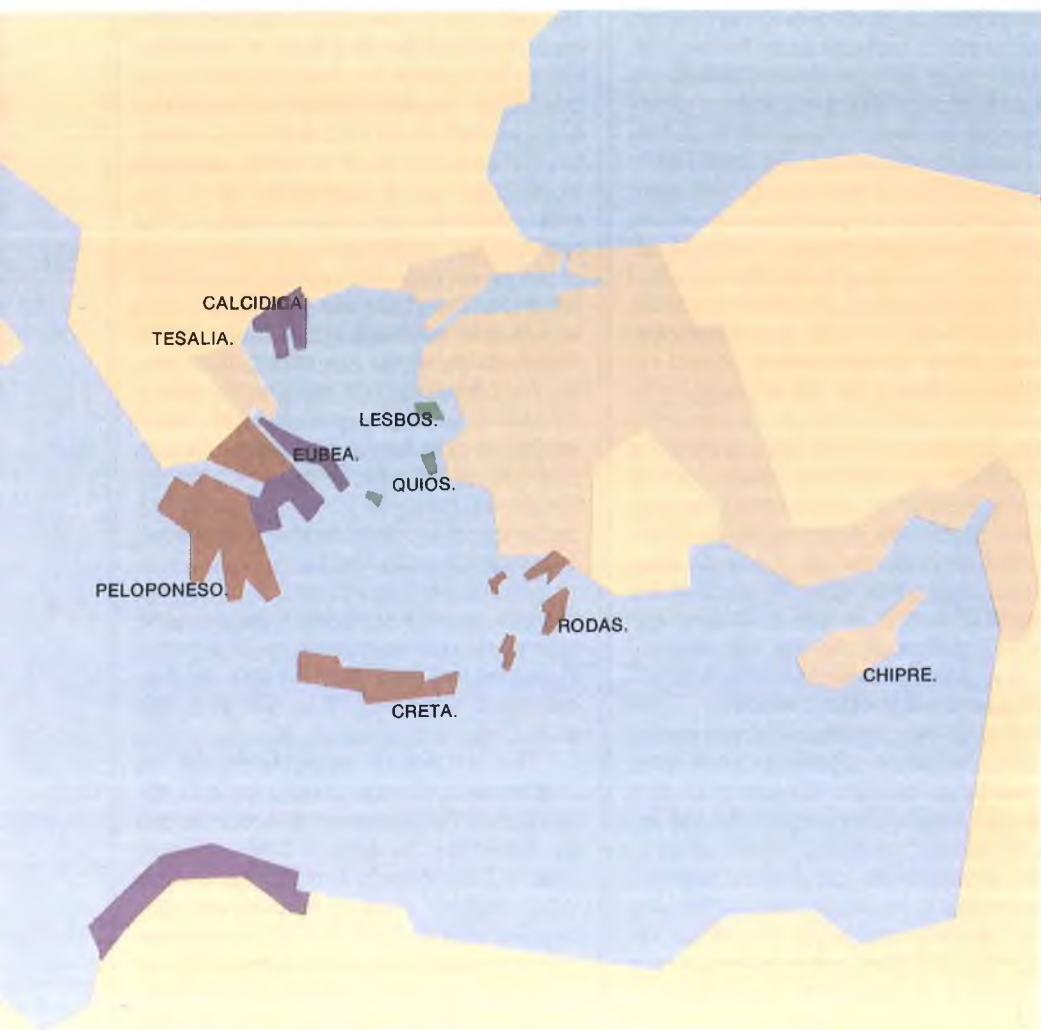 CALCIDICA
TESALIA.
LESBOS.
EUBEA.
QUIOS.
PELOPONESO.
RODAS.
CHIPRE.
CRETA.